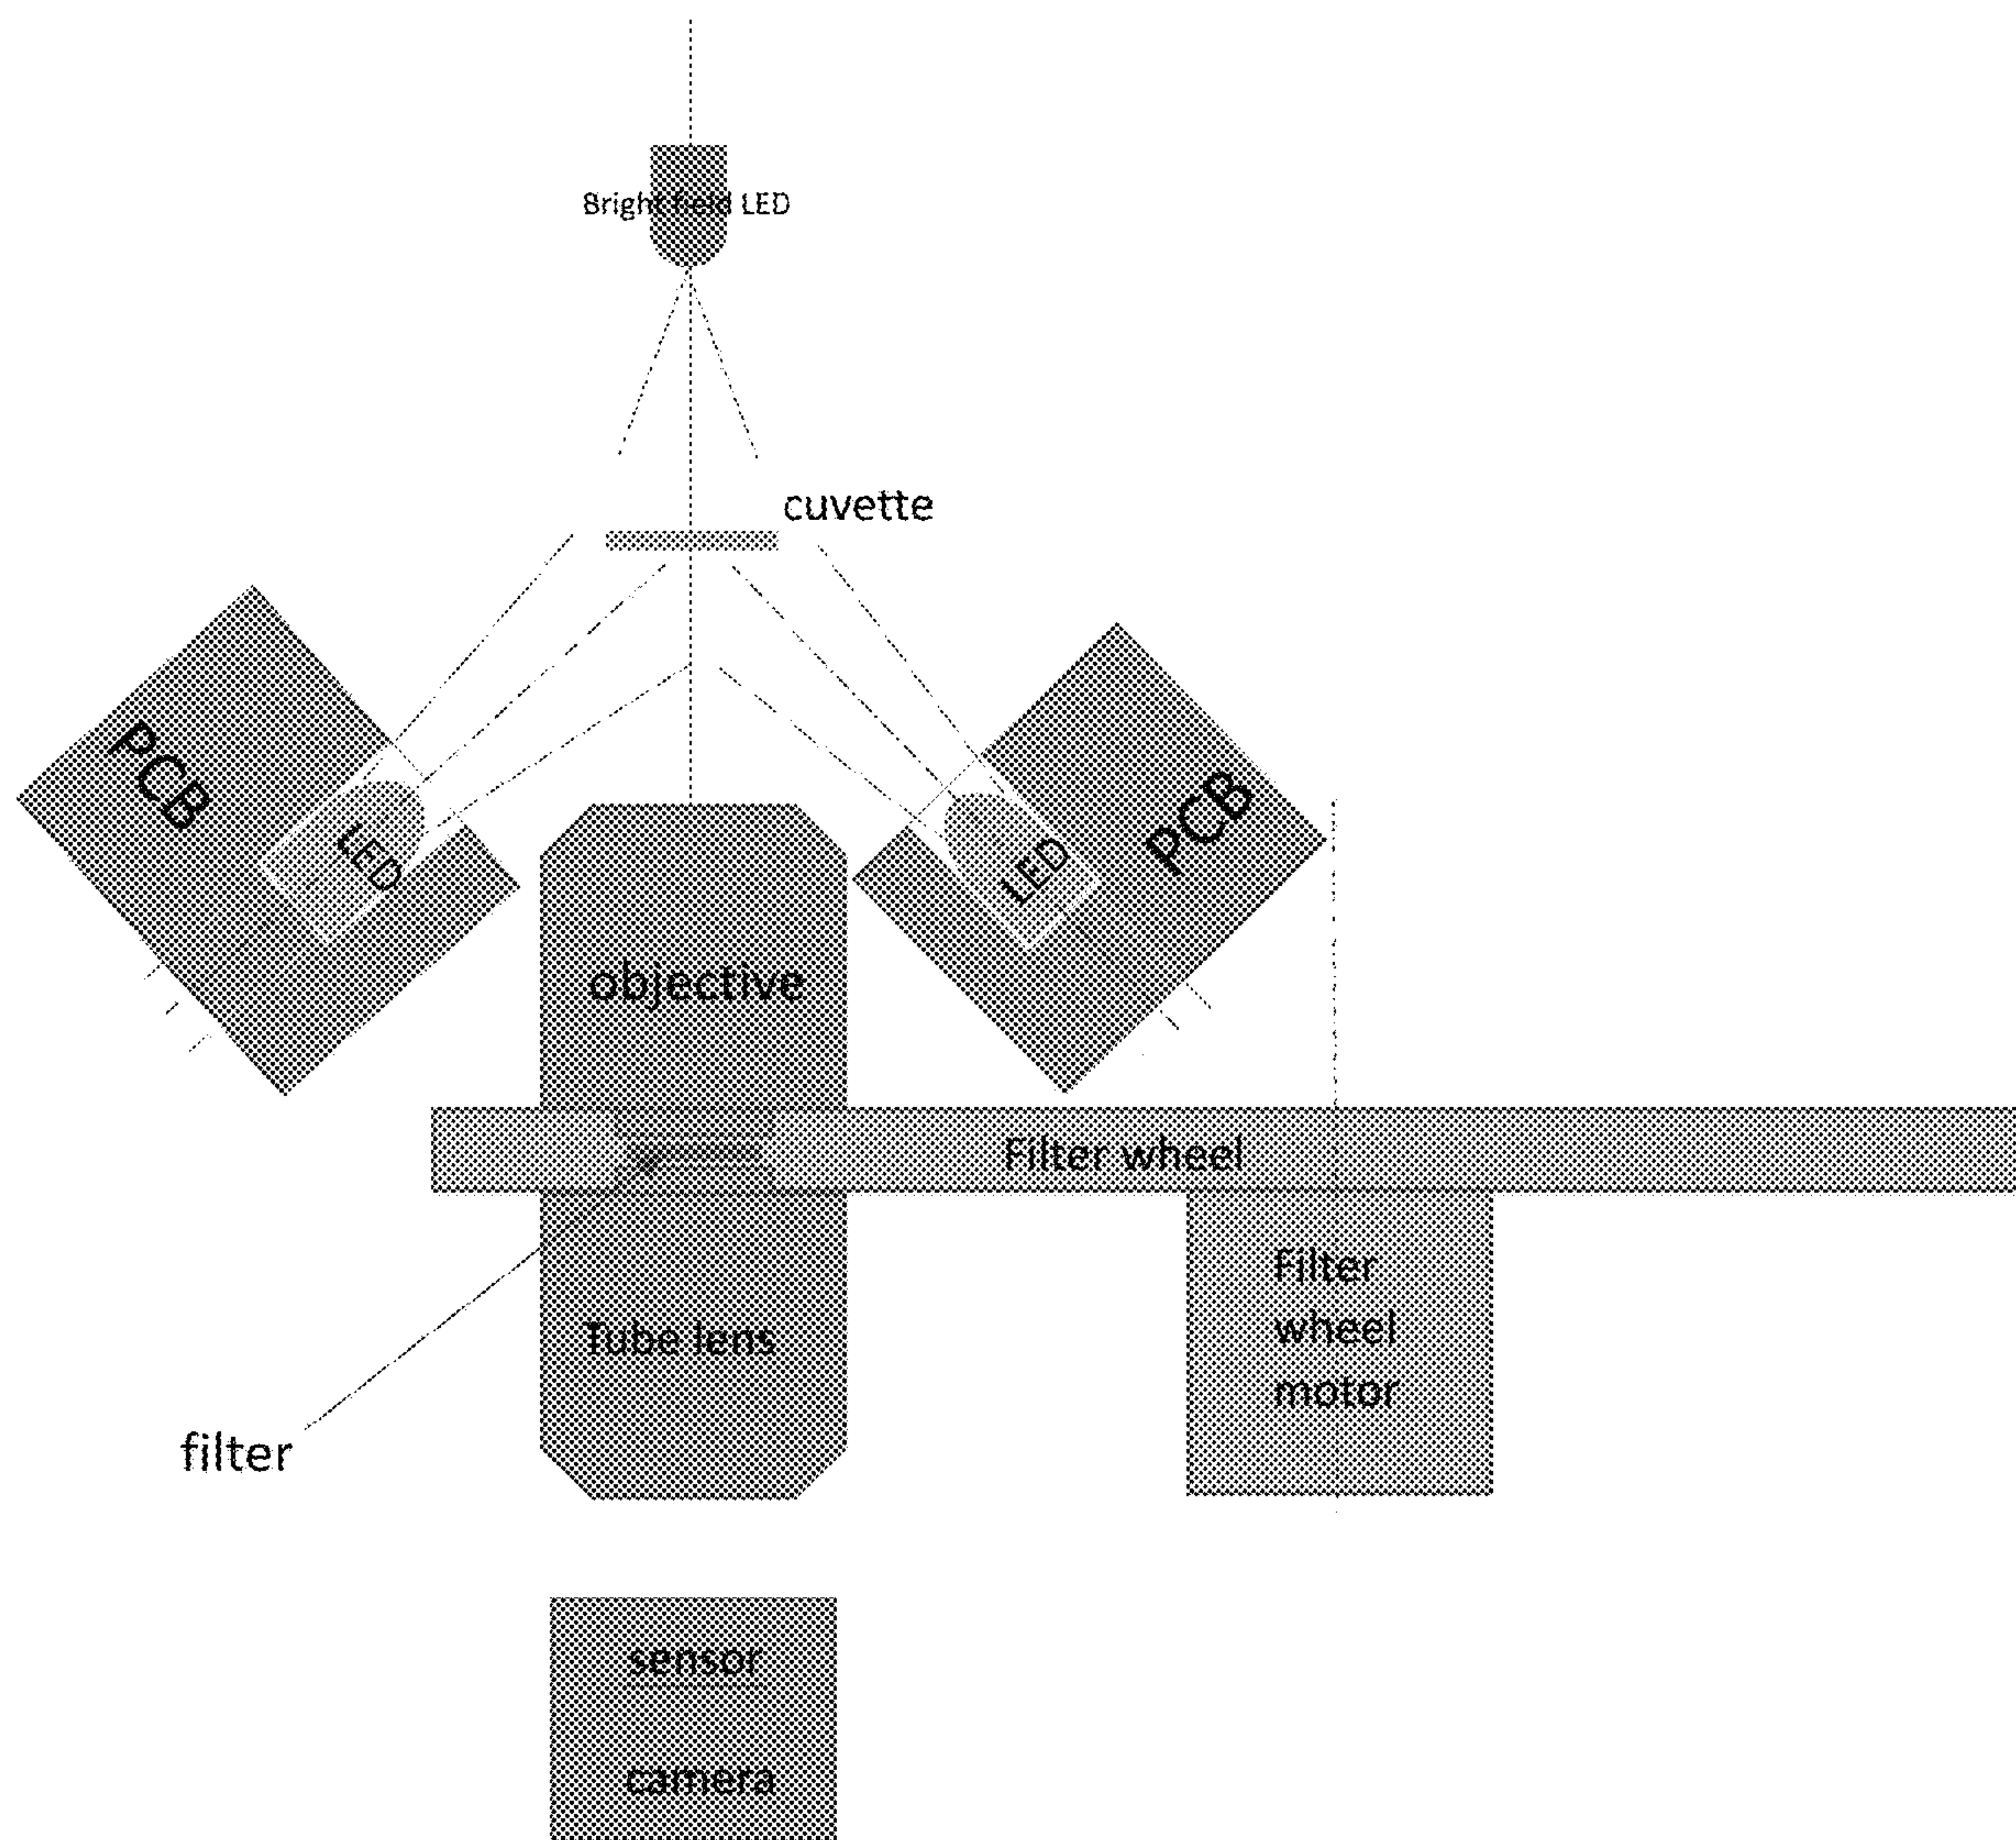 Bright field LED
cuvette
PCB
LED
LED
PCB
objective
Filter wheel
Tube lens
Filter
wheel
motor
filter
sensor
camera